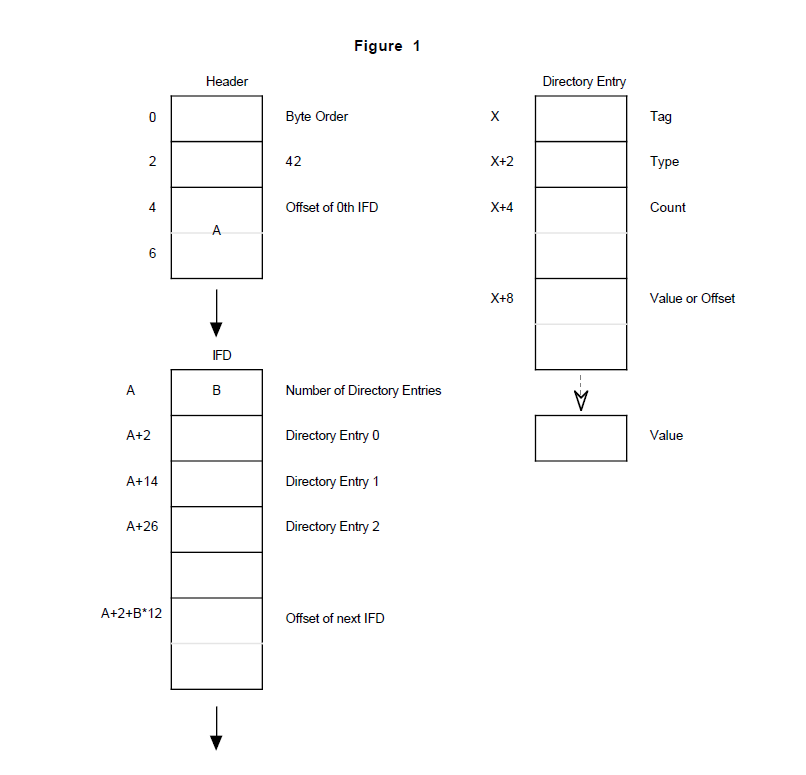 Figure 1
Header
0 Byte Order
2 42
4 Offset of 0th IFD
A
6
IFD
A B Number of Directory Entries
A+2 Directory Entry 0
A+14 Directory Entry 1
A+26 Directory Entry 2
A+2+B*12 Offset of next IFD
Directory Entry
X Tag
X+2 Type
X+4 Count
X+8 Value or Offset
Value